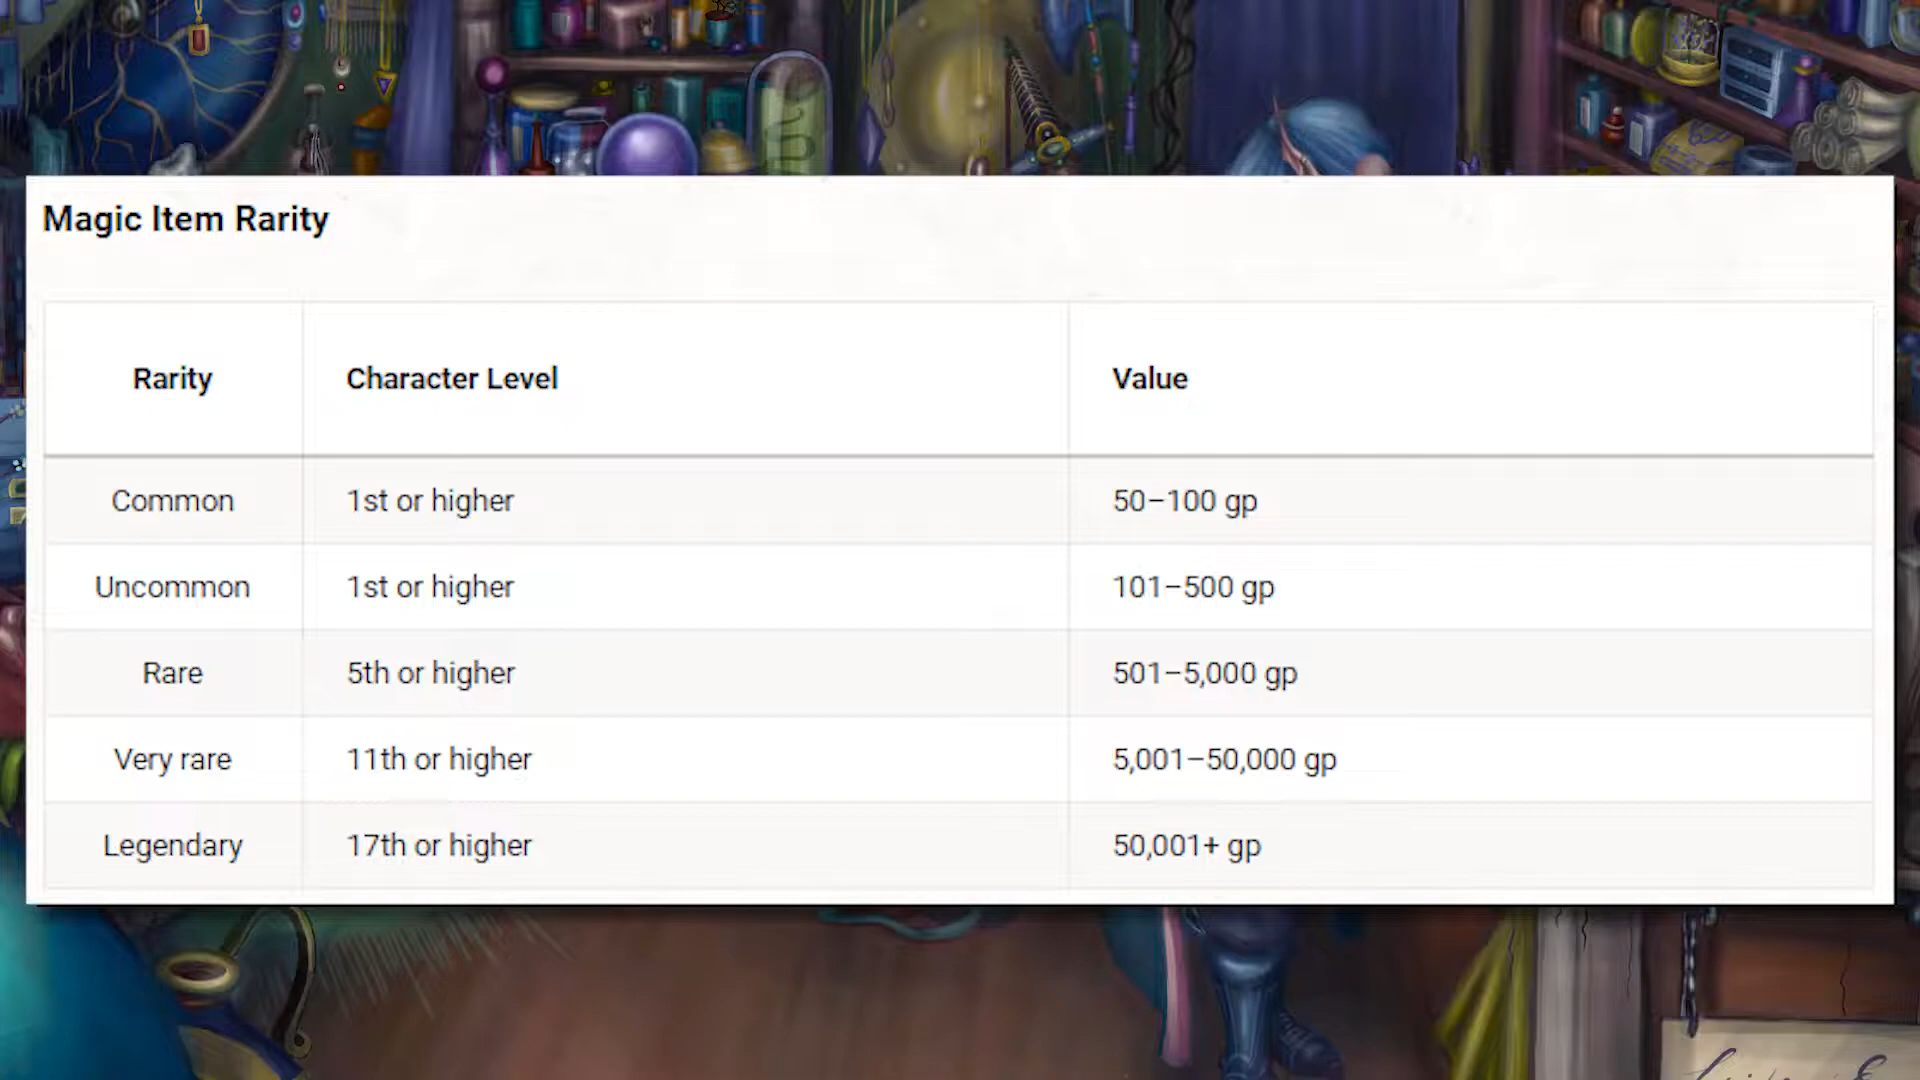 Magic Item Rarity
Rarity Character Level Value
Common 1st or higher 50–100 gp
Uncommon 1st or higher 101–500 gp
Rare 5th or higher 501–5,000 gp
Very rare 11th or higher 5,001–50,000 gp
Legendary 17th or higher 50,001+ gp